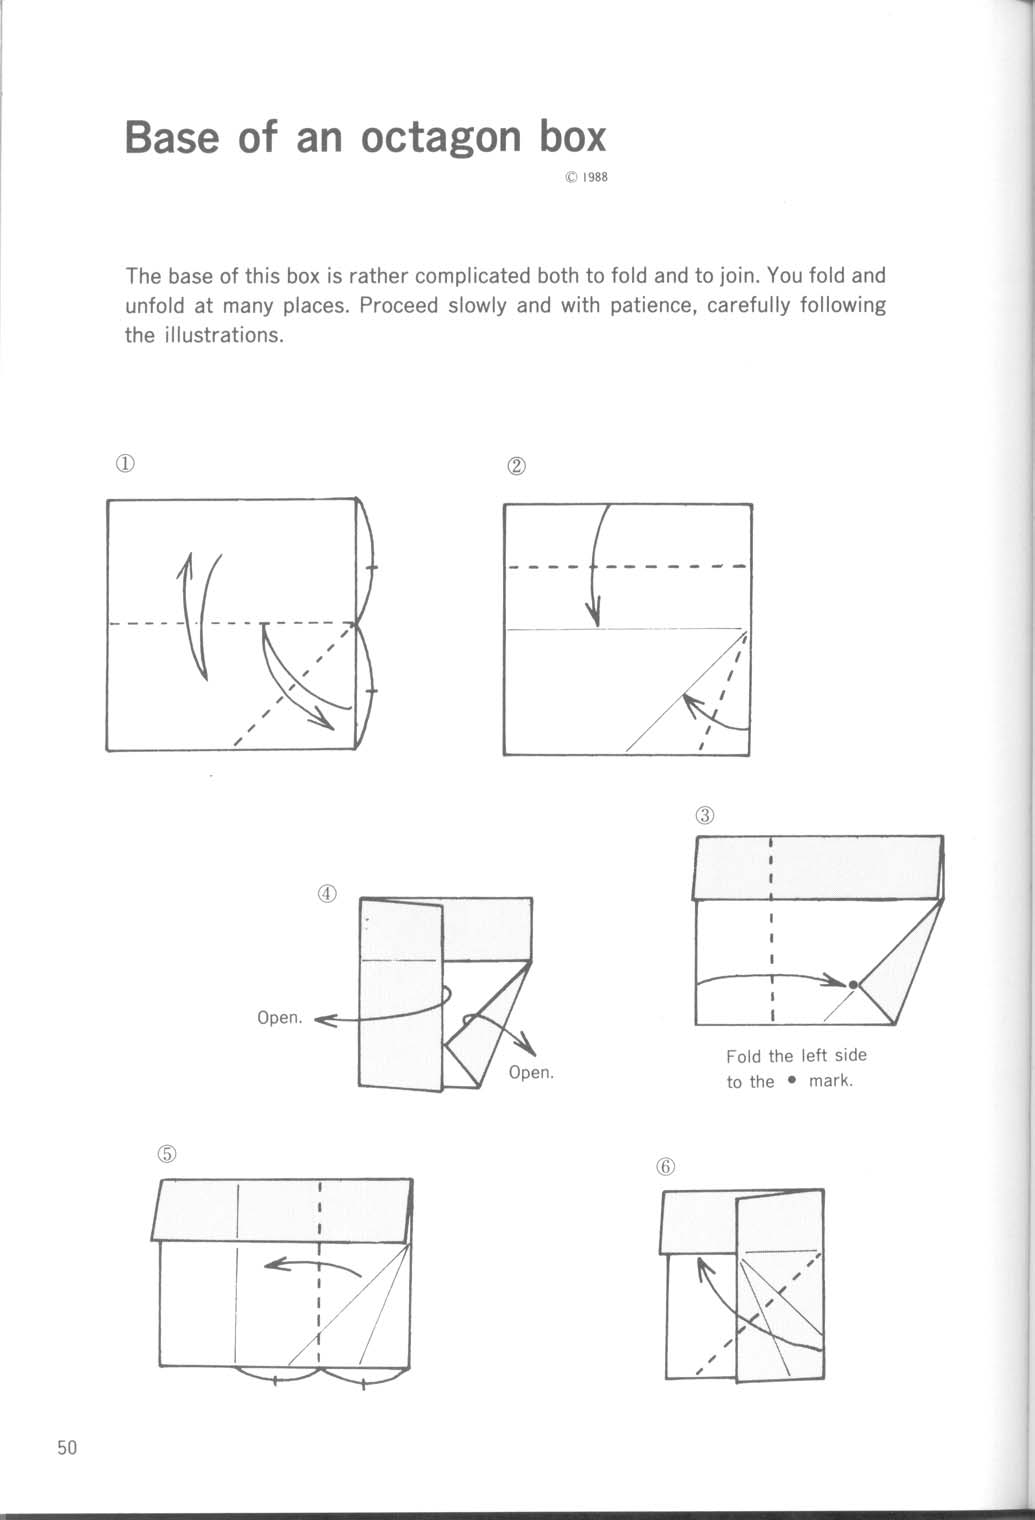 Base of an octagon box
© 1988
The base of this box is rather complicated both to fold and to join. You fold and
unfold at many places. Proceed slowly and with patience, carefully following
the illustrations.
①
②
③
Fold the left side
to the ● mark.
④
Open.
Open.
⑤
⑥
50